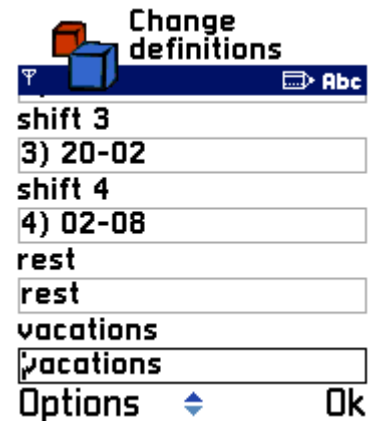 Change
definitions
Abc
shift 3
3) 20-02
shift 4
4) 02-08
rest
rest
vacations
vacations
Options
Ok